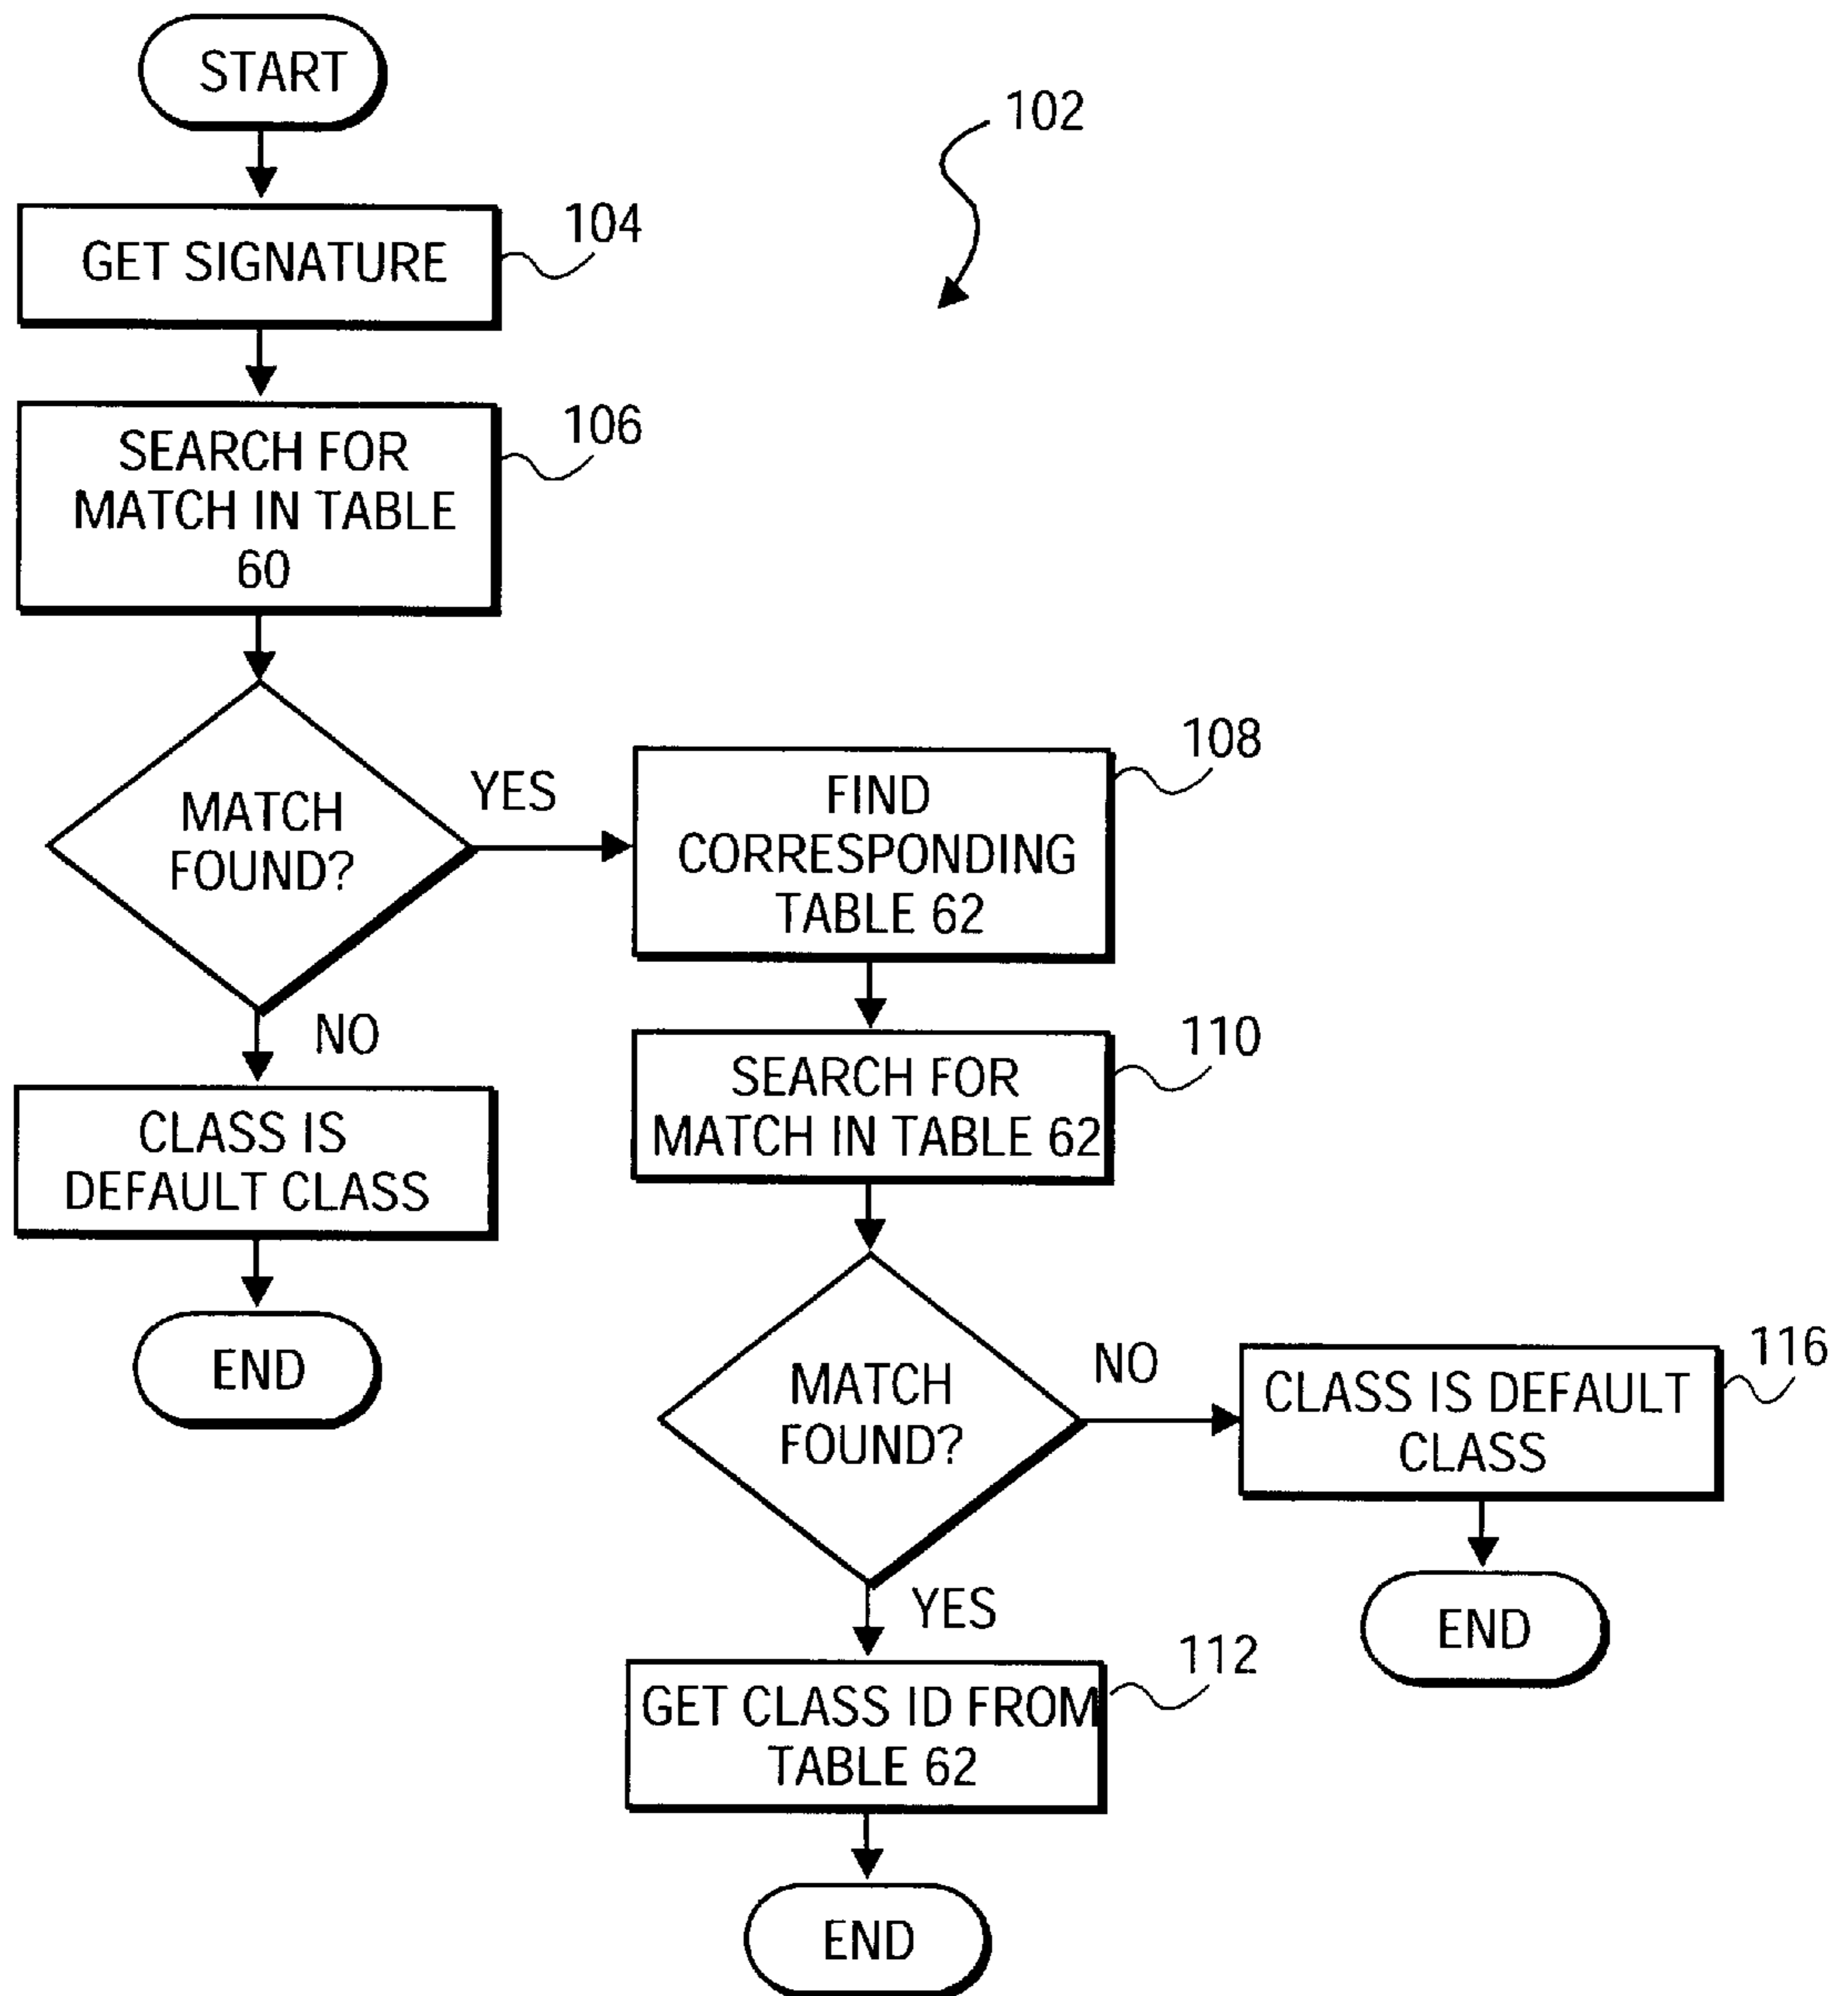 START
102
104
GET SIGNATURE
106
SEARCH FOR
MATCH IN TABLE
60
MATCH
FOUND?
YES
108
FIND
CORRESPONDING
TABLE 62
NO
110
SEARCH FOR
MATCH IN TABLE 62
CLASS IS
DEFAULT CLASS
END
MATCH
FOUND?
NO
116
CLASS IS DEFAULT
CLASS
END
YES
112
GET CLASS ID FROM
TABLE 62
END